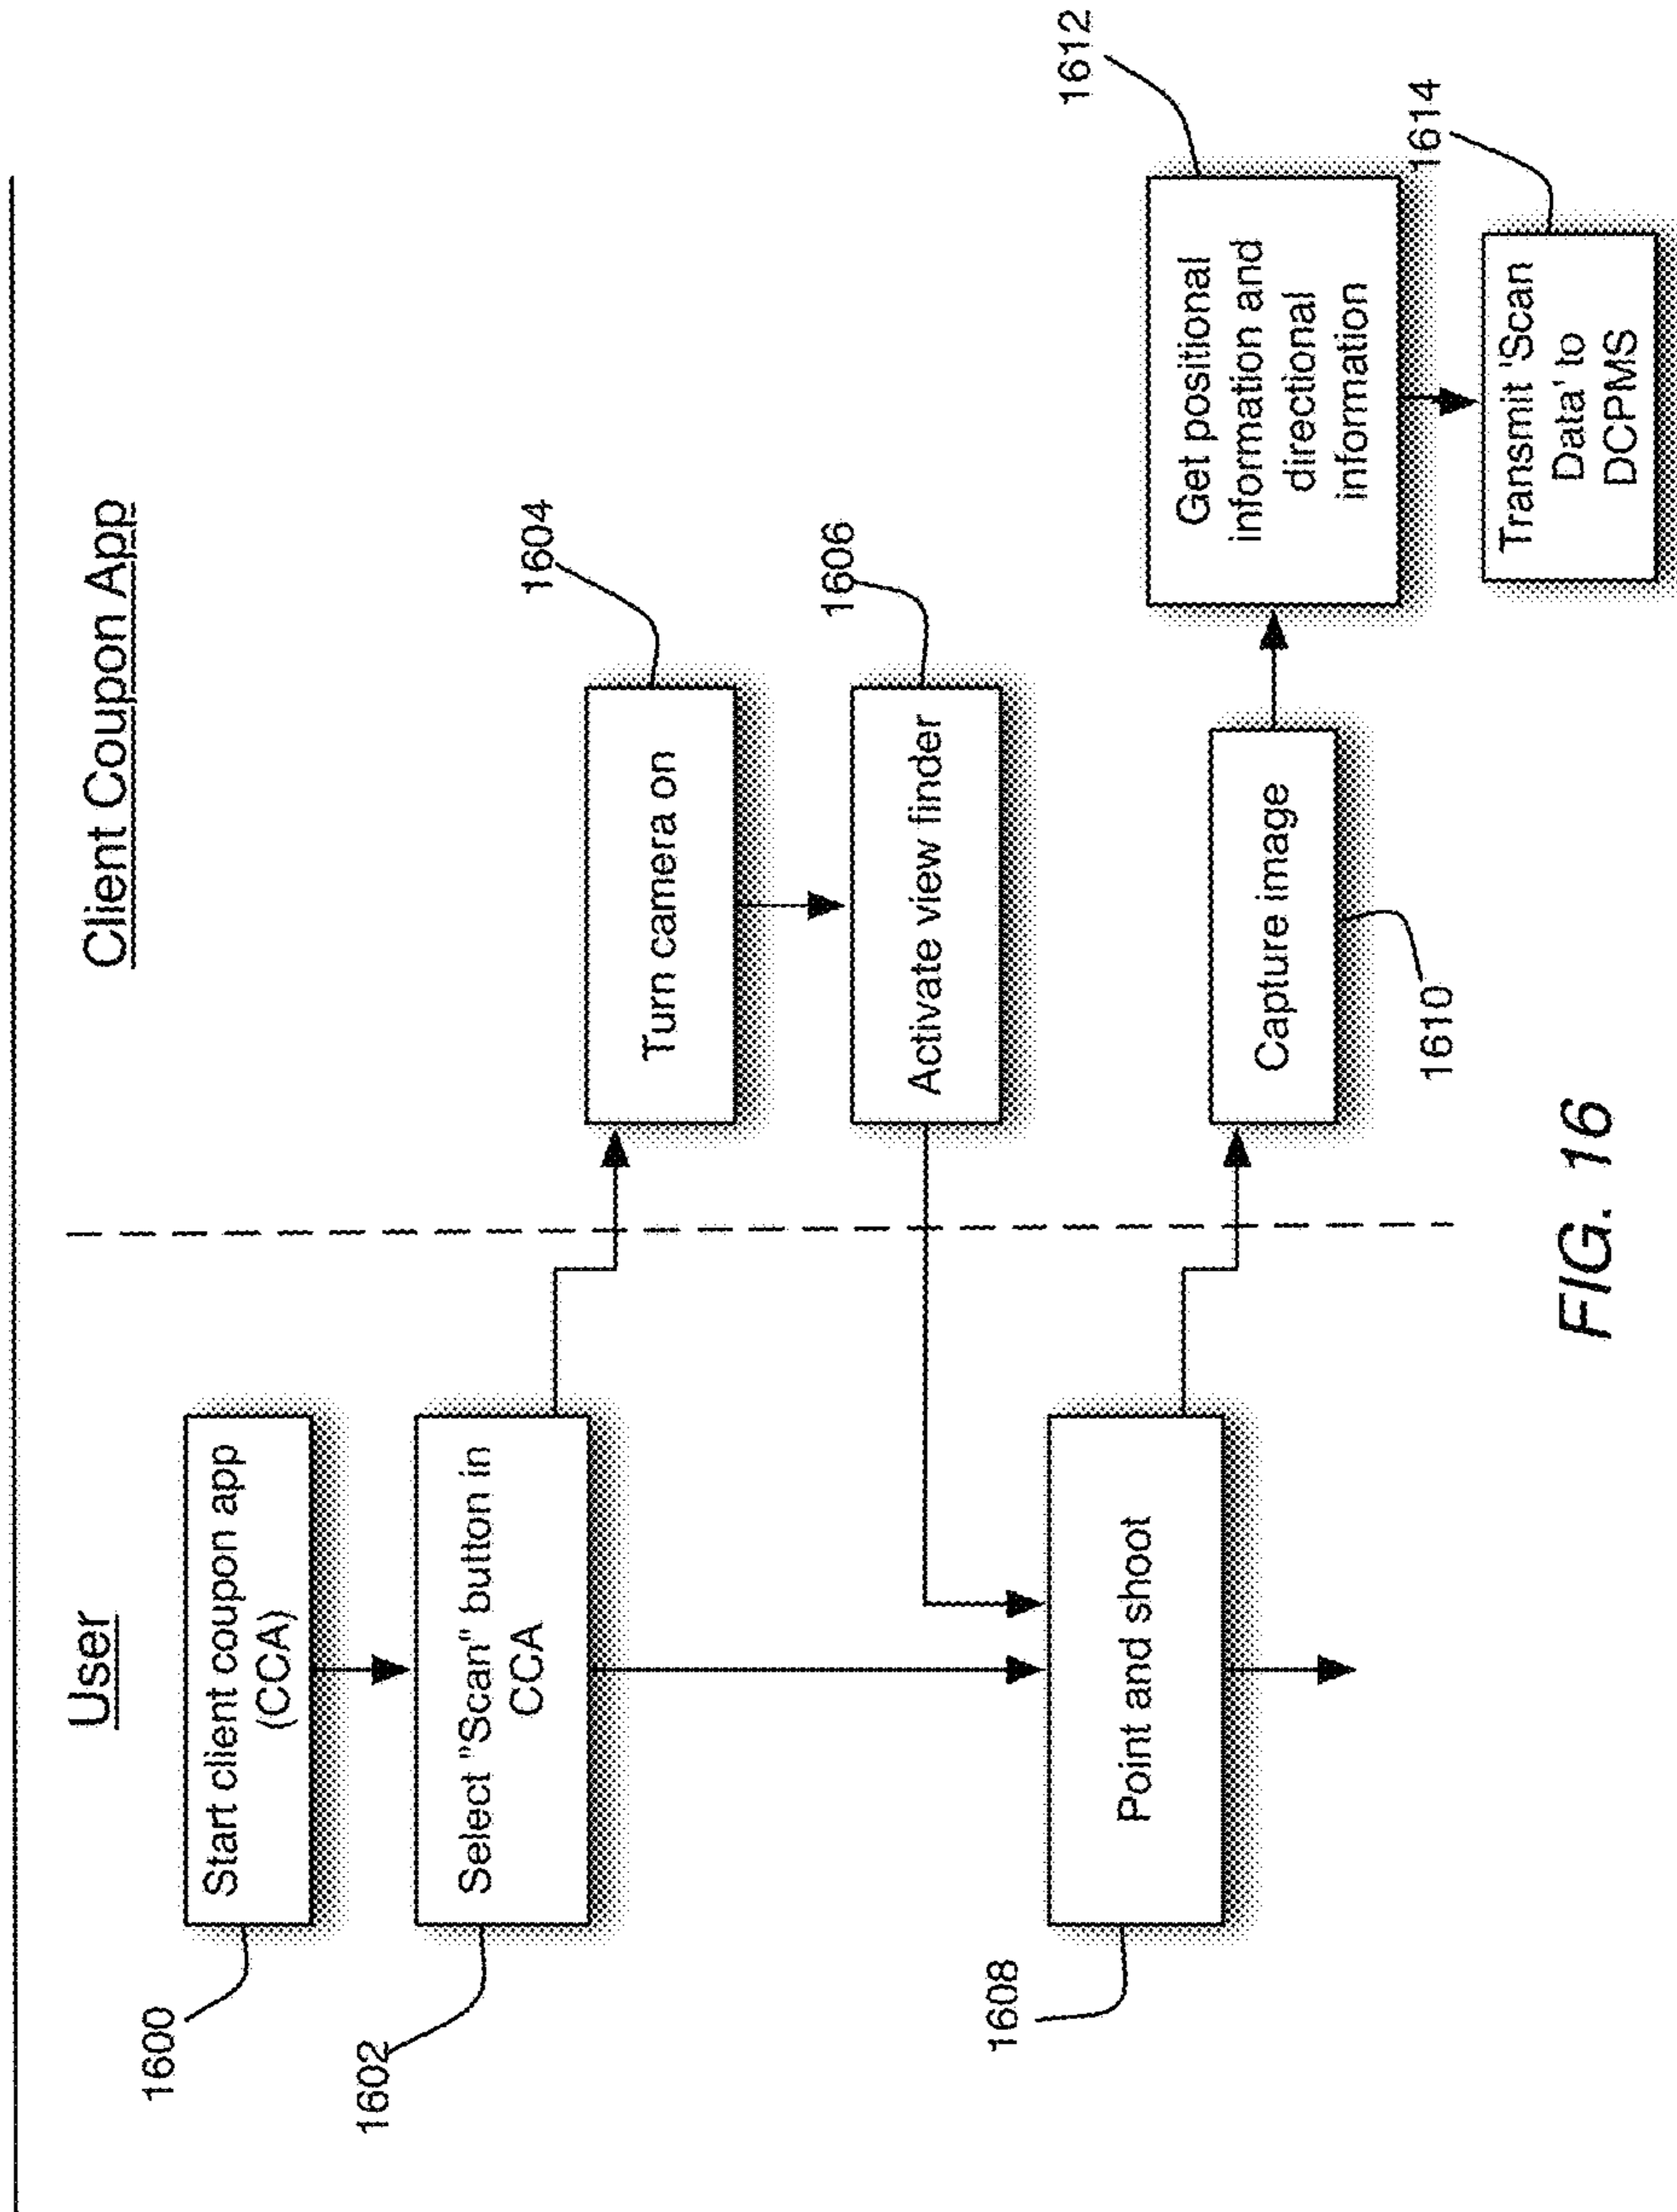 User
Client Coupon App
1600
Start client coupon app
(CCA)
1602
Select "Scan" button in
CCA
1604
Turn camera on
1606
Activate view finder
1608
Point and shoot
1610
Capture image
1612
Get positional
information and
directional
information
1614
Transmit 'Scan
Data' to
DCPMS
FIG. 16